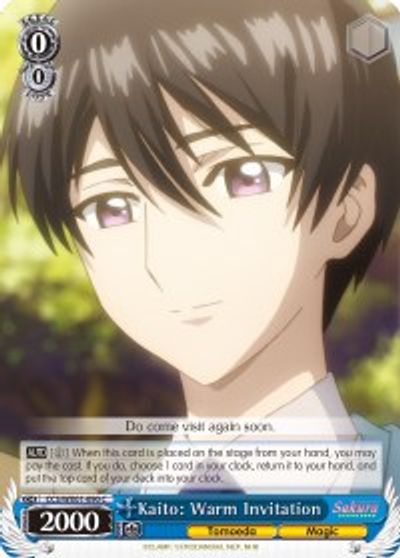 0
0
Do come visit again soon.
AUTO [①] When this card is placed on the stage from your hand, you may
pay the cost. If you do, choose 1 card in your clock, return it to your hand, and
put the top card of your deck into your clock.
Kaito: Warm Invitation
Sakura
2000
Tomoeda
Magic